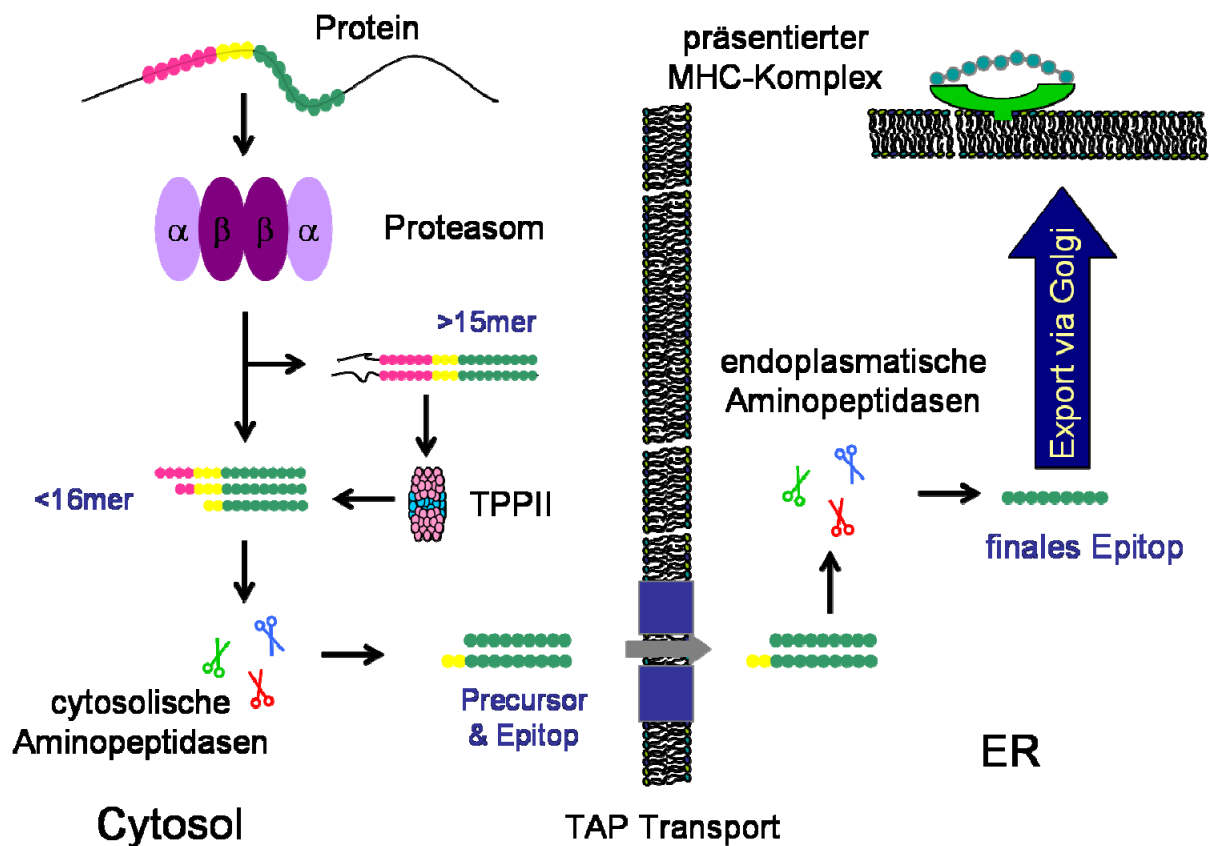 Protein
präsentierter
MHC-Komplex
α β β α
Proteasom
>15mer
<16mer
TPPII
cytosolische
Aminopeptidasen
Precursor
& Epitop
Cytosol
TAP Transport
endoplasmatische
Aminopeptidasen
finales Epitop
Export via Golgi
ER